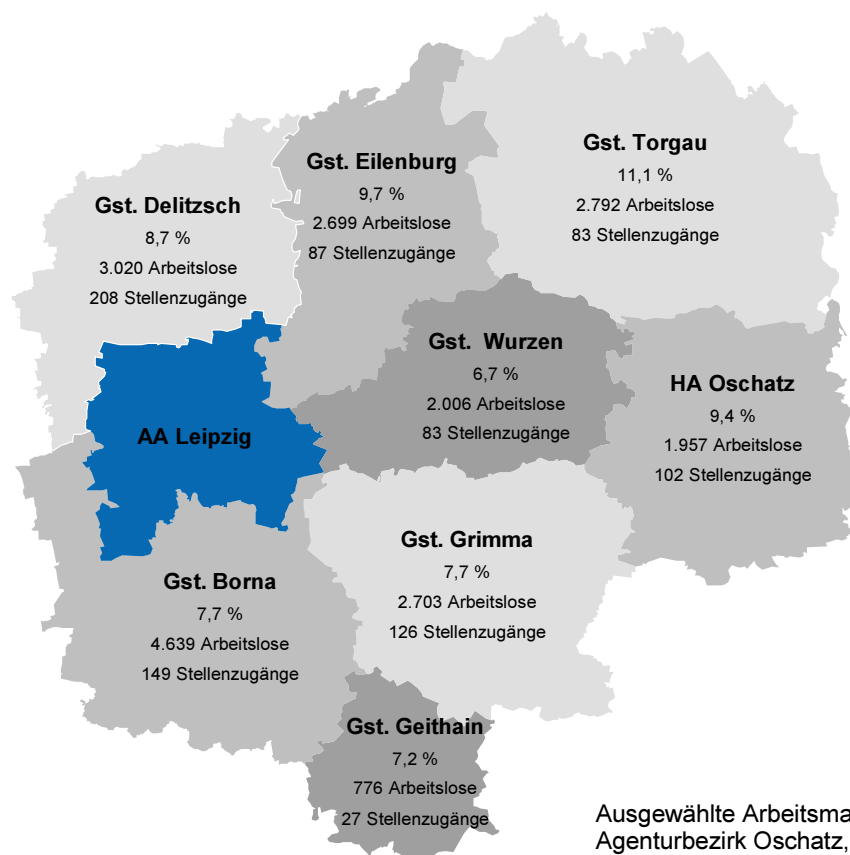 Gst. Torgau
11,1 %
2.792 Arbeitslose
83 Stellenzugänge
Gst. Eilenburg
9,7 %
2.699 Arbeitslose
87 Stellenzugänge
Gst. Delitzsch
8,7 %
3.020 Arbeitslose
208 Stellenzugänge
Gst. Wurzen
6,7 %
2.006 Arbeitslose
83 Stellenzugänge
HA Oschatz
9,4 %
1.957 Arbeitslose
102 Stellenzugänge
AA Leipzig
Gst. Grimma
7,7 %
2.703 Arbeitslose
126 Stellenzugänge
Gst. Borna
7,7 %
4.639 Arbeitslose
149 Stellenzugänge
Gst. Geithain
7,2 %
776 Arbeitslose
27 Stellenzugänge
Ausgewählte Arbeitsma
Agenturbezirk Oschatz,